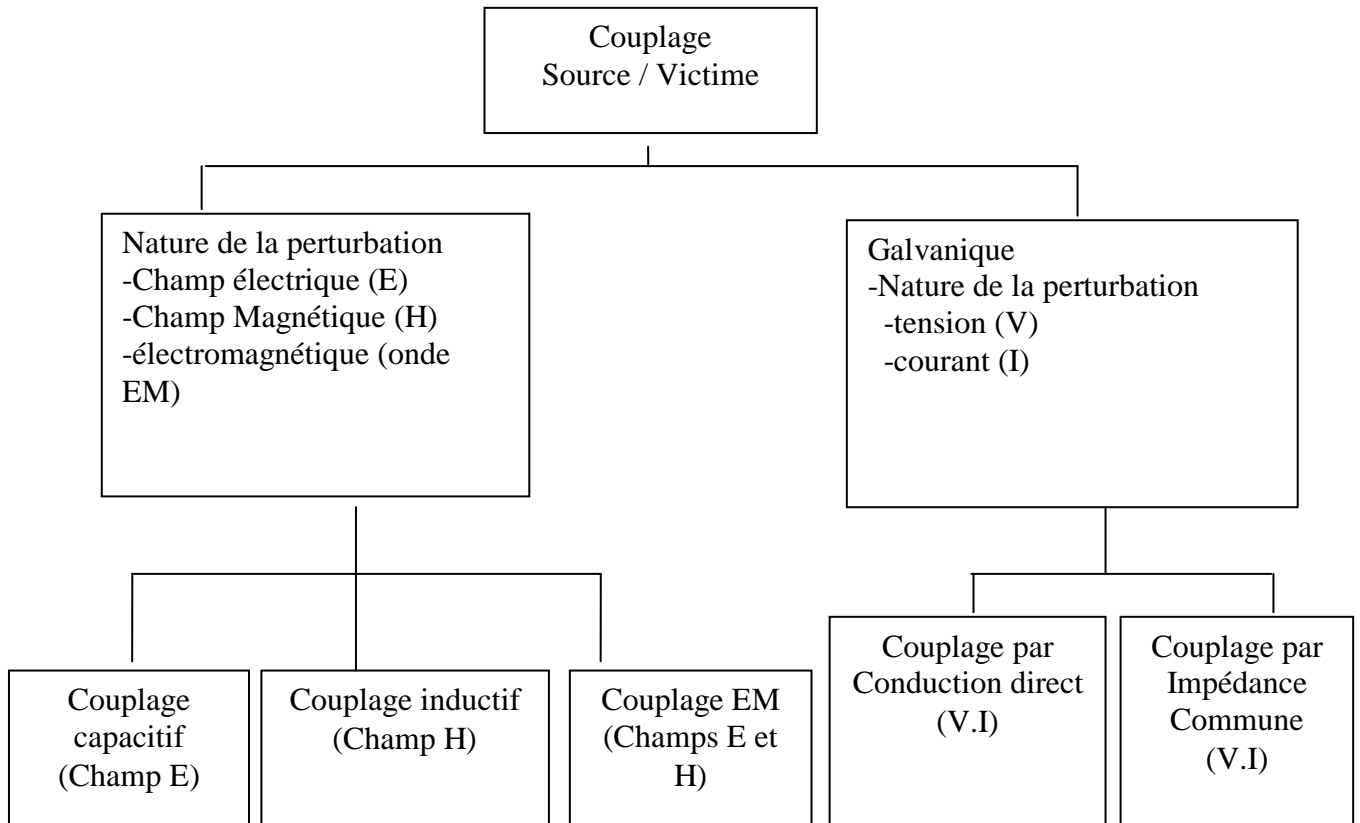 Couplage
Source / Victime
Nature de la perturbation
-Champ électrique (E)
-Champ Magnétique (H)
-électromagnétique (onde
EM)
Galvanique
-Nature de la perturbation
-tension (V)
-courant (I)
Couplage
capacitif
(Champ E)
Couplage inductif
(Champ H)
Couplage EM
(Champs E et
H)
Couplage par
Conduction direct
(V.I)
Couplage par
Impédance
Commune
(V.I)